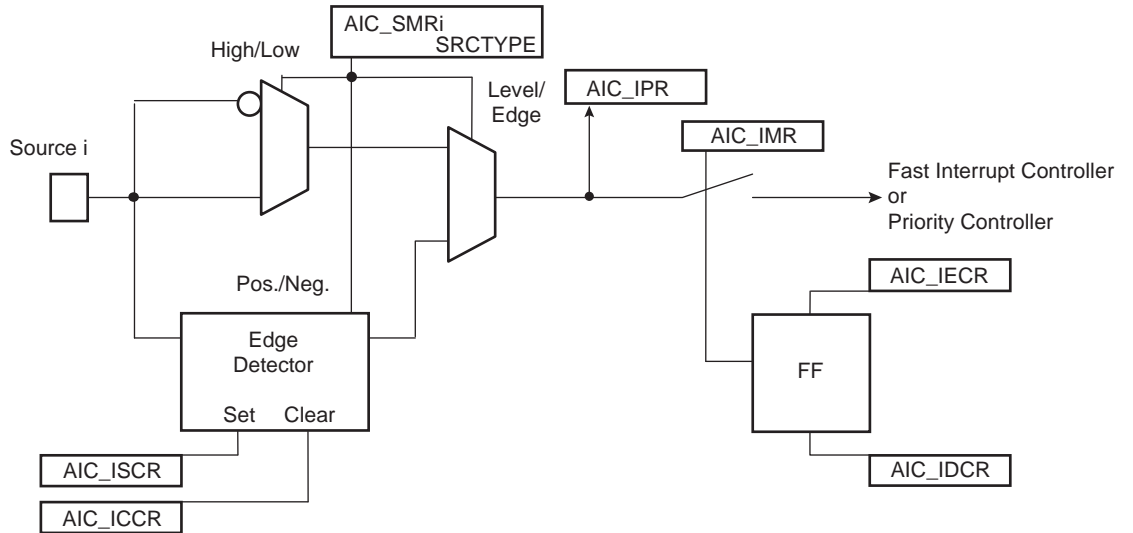 AIC_SMRi
SRCTYPE
High/Low
Level/
Edge
AIC_IPR
AIC_IMR
Source i
Fast Interrupt Controller
or
Priority Controller
Pos./Neg.
AIC_IECR
Edge
Detector
FF
Set Clear
AIC_ISCR
AIC_IDCR
AIC_ICCR